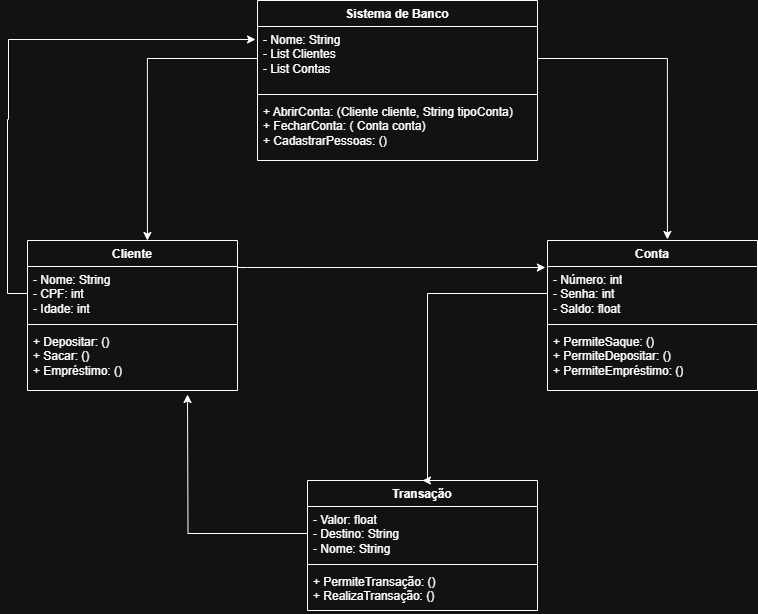 Sistema de Banco
- Nome: String
- List Clientes
- List Contas
+ AbrirConta: (Cliente cliente, String tipoConta)
+ FecharConta: ( Conta conta)
+ CadastrarPessoas: ()
Cliente
- Nome: String
- CPF: int
- Idade: int
+ Depositar: ()
+ Sacar: ()
+ Empréstimo: ()
Conta
- Número: int
- Senha: int
- Saldo: float
+ PermiteSaque: ()
+ PermiteDepositar: ()
+ PermiteEmpréstimo: ()
Transação
- Valor: float
- Destino: String
- Nome: String
+ PermiteTransação: ()
+ RealizaTransação: ()